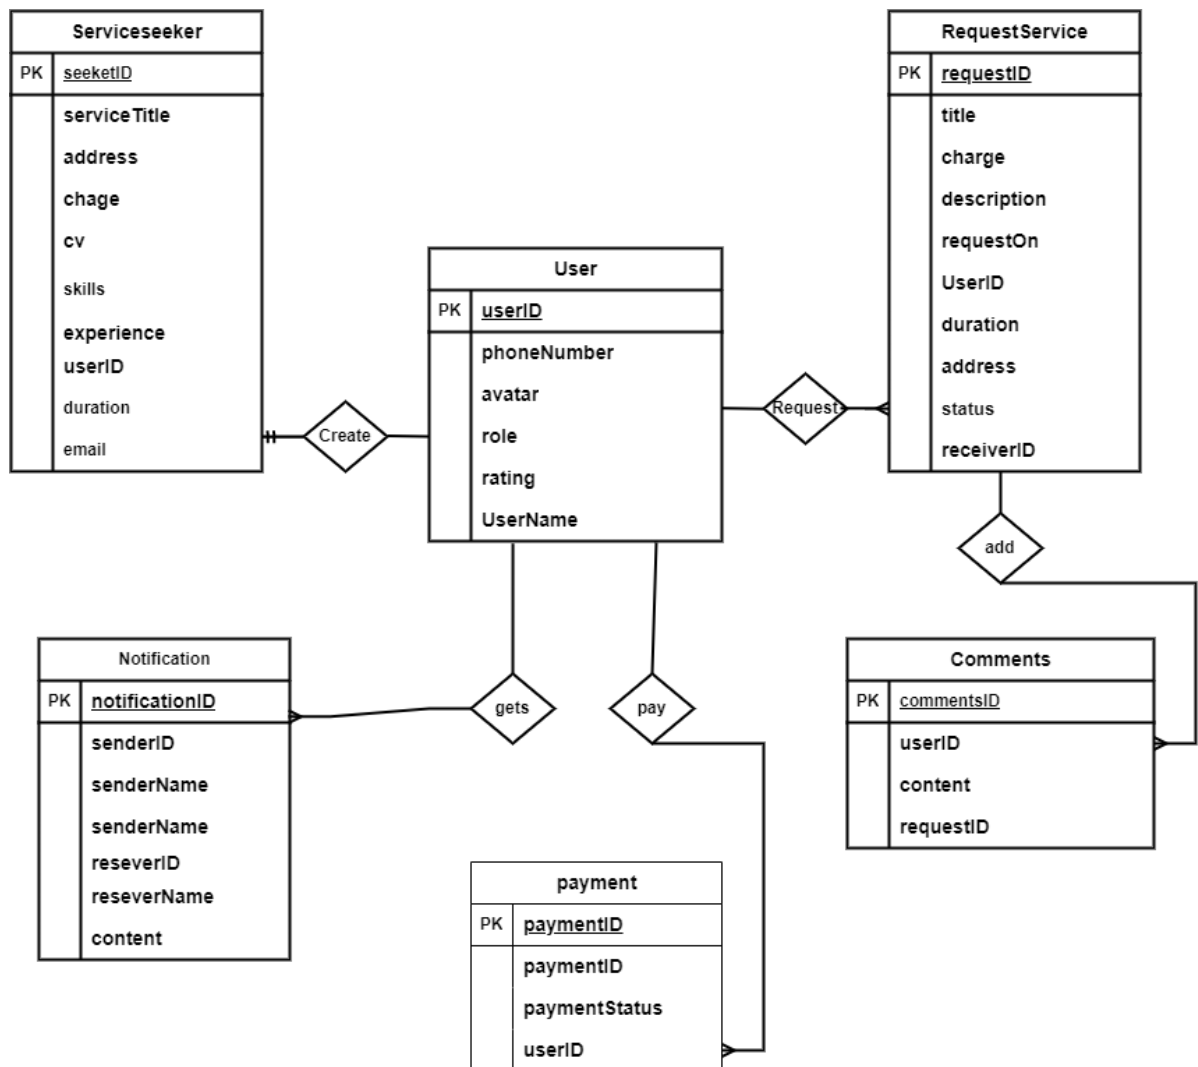 Serviceseeker
PK seeketID
serviceTitle
address
chage
cv
skills
experience
userID
duration
email
Create
User
PK userID
phoneNumber
avatar
role
rating
UserName
Request
RequestService
PK requestID
title
charge
description
requestOn
UserID
duration
address
status
receiverID
add
Notification
PK notificationID
senderID
senderName
senderName
reseverID
reseverName
content
gets
pay
payment
PK paymentID
paymentID
paymentStatus
userID
Comments
PK commentsID
userID
content
requestID